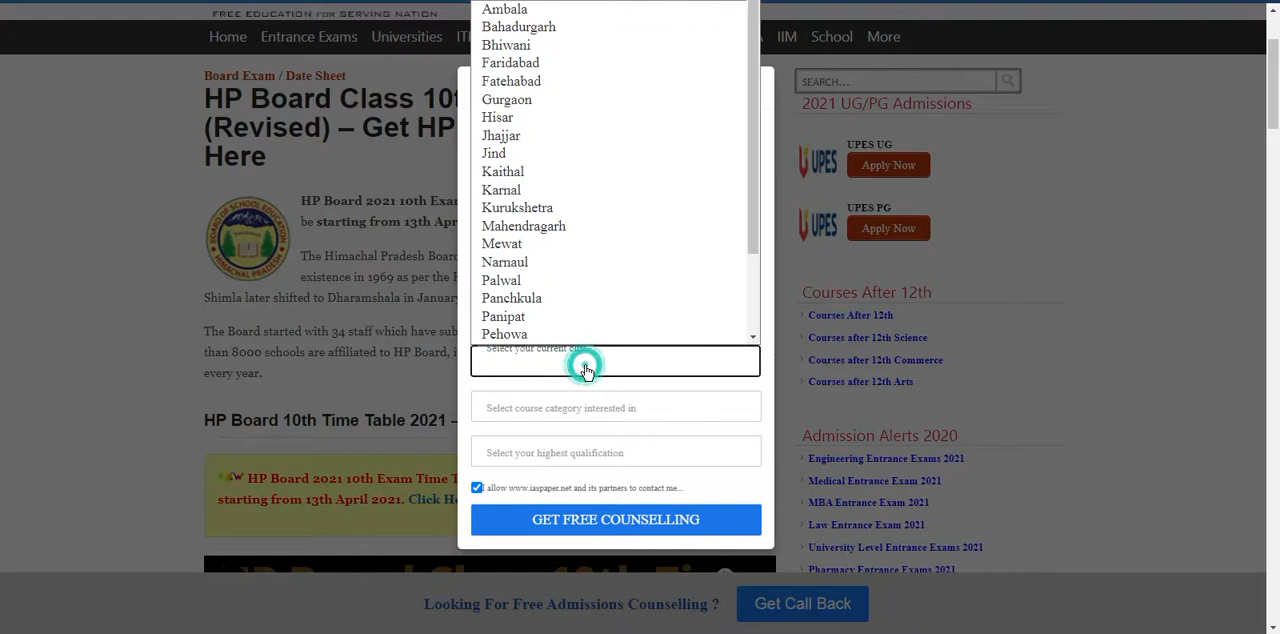 FREE EDUCATION FOR SERVING NATION
Home Entrance Exams Universities ITI IIM School More
Ambala
Bahadurgarh
Bhiwani
Faridabad
Fatehabad
Gurgaon
Hisar
Jhajjar
Jind
Kaithal
Karnal
Kurukshetra
Mahendragarh
Mewat
Narnaul
Palwal
Panchkula
Panipat
Pehowa
Select your current city
Select course category interested in
Select your highest qualification
I allow www.iaspaper.net and its partners to contact me...
GET FREE COUNSELLING
Board Exam / Date Sheet
HP Board Class 10t
(Revised) – Get HP
Here
HP Board 2021 10th Exam
be starting from 13th Apr
The Himachal Pradesh Board
existence in 1969 as per the H
Shimla later shifted to Dharamshala in January
The Board started with 34 staff which have sub
than 8000 schools are affiliated to HP Board, i
every year.
HP Board 10th Time Table 2021 –
HP Board 2021 10th Exam Time T
starting from 13th April 2021. Click He
SEARCH...
2021 UG/PG Admissions
UPES UPES UG
Apply Now
UPES UPES PG
Apply Now
Courses After 12th
Courses After 12th
Courses after 12th Science
Courses after 12th Commerce
Courses after 12th Arts
Admission Alerts 2020
Engineering Entrance Exams 2021
Medical Entrance Exam 2021
MBA Entrance Exam 2021
Law Entrance Exam 2021
University Level Entrance Exams 2021
Pharmacy Entrance Exams 2021
Looking For Free Admissions Counselling ? Get Call Back